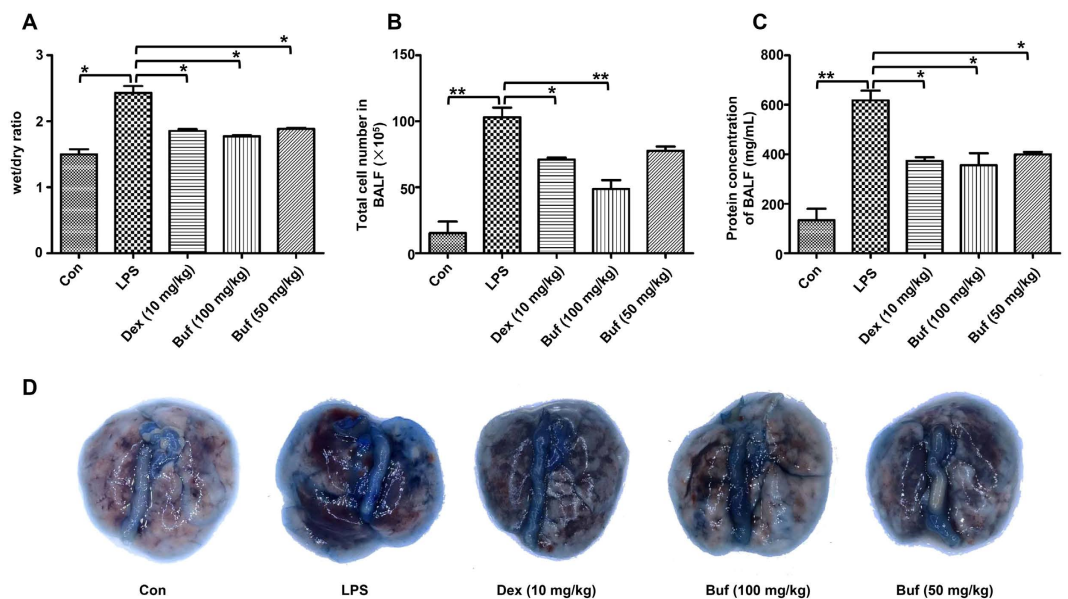 A
wet/dry ratio
3
2
1
0
*
*
*
*
Con
LPS
Dex (10 mg/kg)
Buf (100 mg/kg)
Buf (50 mg/kg)
B
Total cell number in
BALF (×10⁵)
150
100
50
0
**
*
**
Con
LPS
Dex (10 mg/kg)
Buf (100 mg/kg)
Buf (50 mg/kg)
C
Protein concentration
of BALF (mg/mL)
800
600
400
200
0
**
*
*
*
Con
LPS
Dex (10 mg/kg)
Buf (100 mg/kg)
Buf (50 mg/kg)
D
Con
LPS
Dex (10 mg/kg)
Buf (100 mg/kg)
Buf (50 mg/kg)